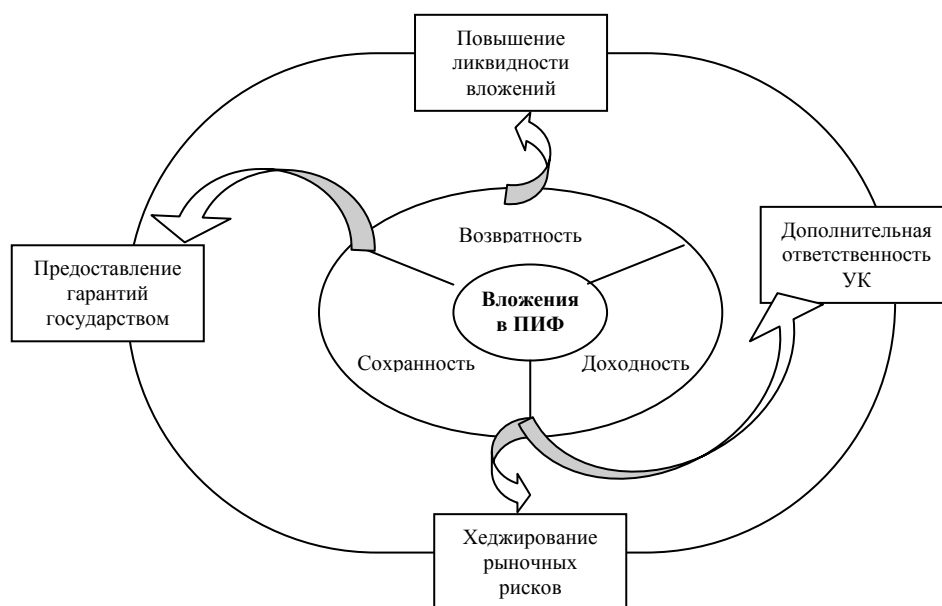 Повышение
ликвидности
вложений
Возвратность
Дополнительная
ответственность
УК
Предоставление
гарантий
государством
Вложения
в ПИФ
Сохранность
Доходность
Хеджирование
рыночных
рисков